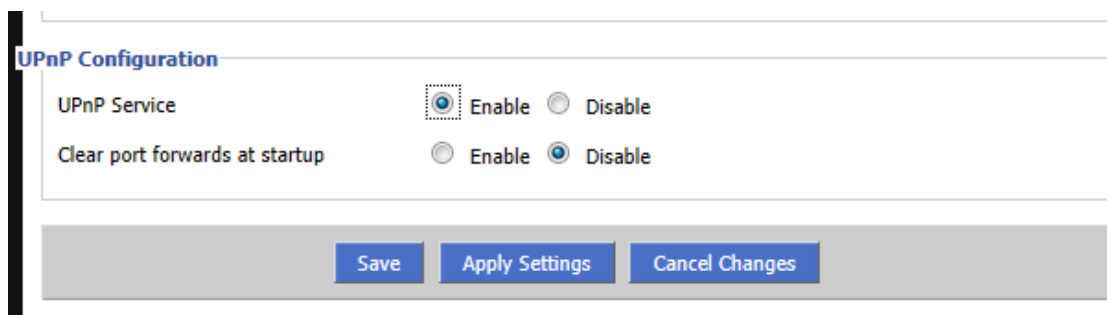 UPnP Configuration
UPnP Service Enable Disable
Clear port forwards at startup Enable Disable
Save Apply Settings Cancel Changes